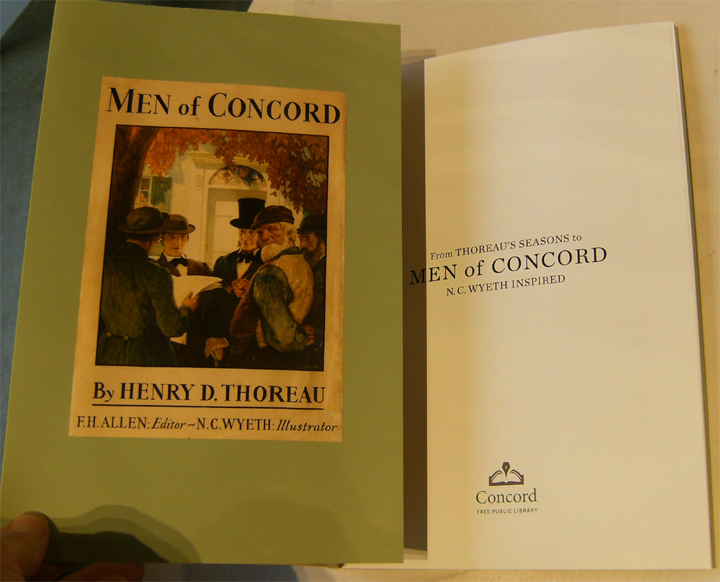 MEN of CONCORD
By HENRY D. THOREAU
F.H. ALLEN: Editor ~ N.C. WYETH: Illustrator
From THOREAU'S SEASONS to
MEN of CONCORD
N.C. WYETH INSPIRED
Concord
FREE PUBLIC LIBRARY